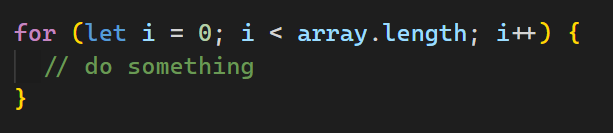 for (let i = 0; i < array.length; i++) {
  // do something
}